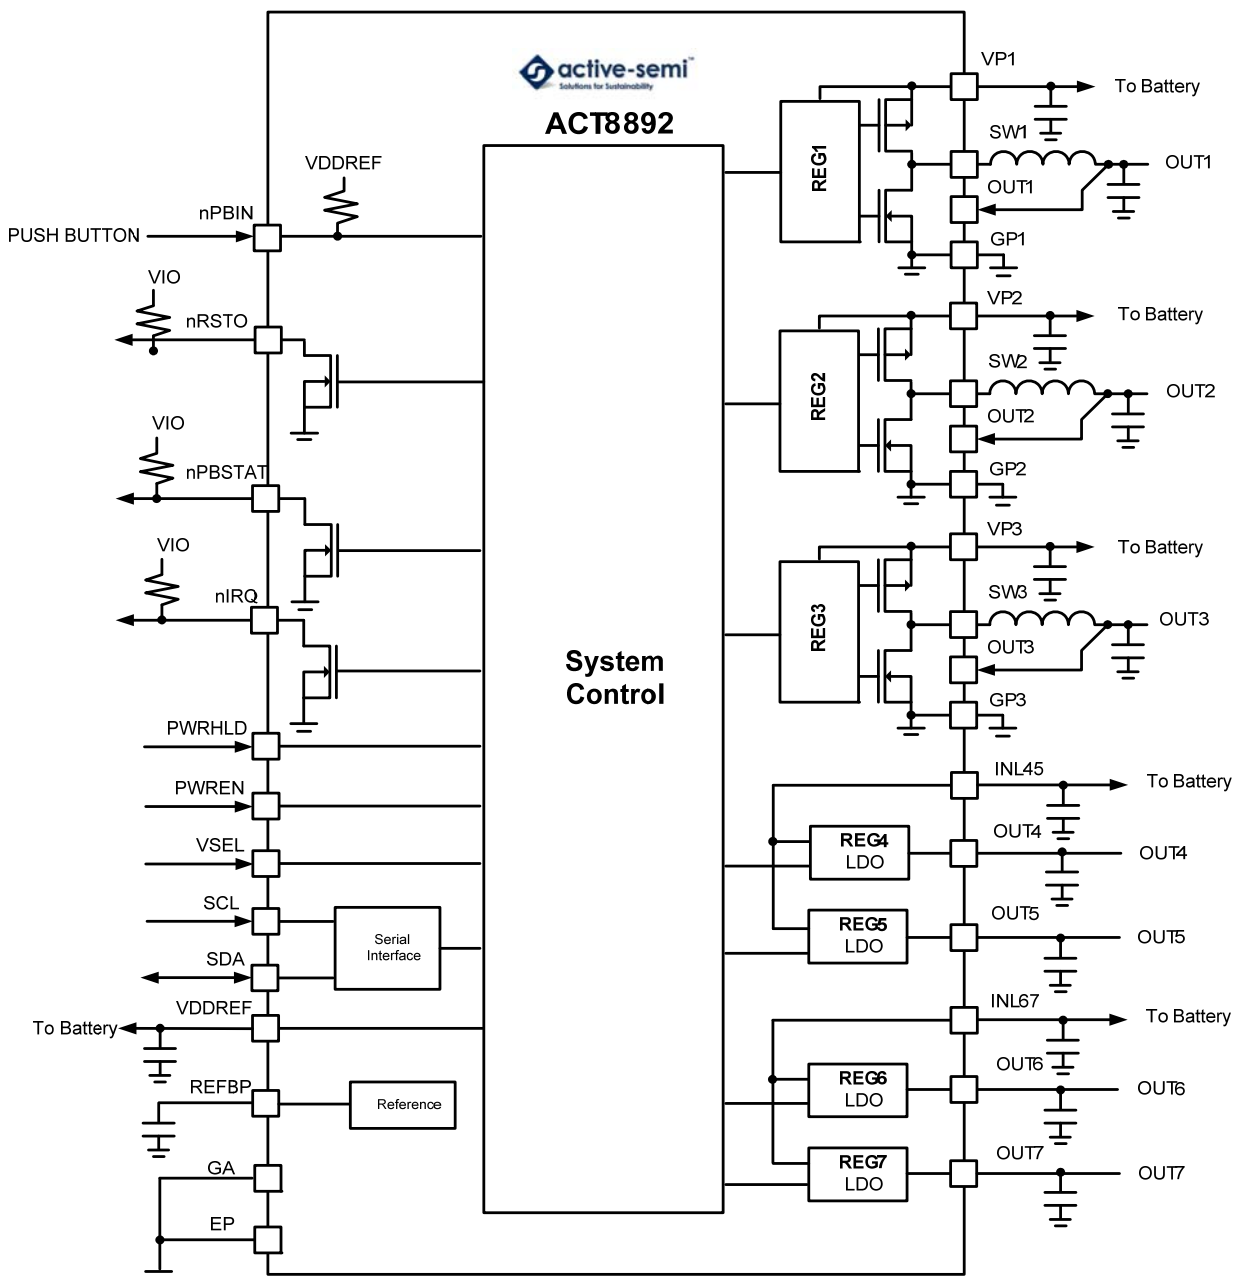 active-semi™
Solutions for Sustainability
ACT8892
VDDREF
nPBIN
PUSH BUTTON
VIO
nRSTO
VIO
nPBSTAT
VIO
nIRQ
PWRHLD
PWREN
VSEL
SCL
SDA
Serial
Interface
VDDREF
To Battery
REFBP
Reference
GA
EP
System
Control
REG1
VP1
To Battery
SW1
OUT1
OUT1
GP1
REG2
VP2
To Battery
SW2
OUT2
OUT2
GP2
REG3
VP3
To Battery
SW3
OUT3
OUT3
GP3
INL45
To Battery
REG4
LDO
OUT4
OUT4
REG5
LDO
OUT5
OUT5
INL67
To Battery
REG6
LDO
OUT6
OUT6
REG7
LDO
OUT7
OUT7